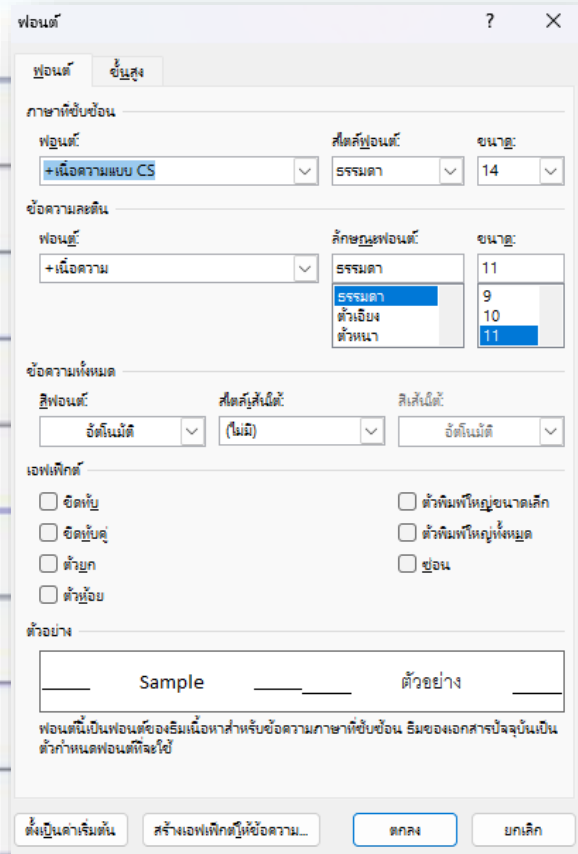 ฟอนต์ ? ×
ฟอนต์ ขั้นสูง
ภาษาที่ซับซ้อน
ฟอนต์: สไตล์ฟอนต์: ขนาด:
+เนื้อความแบบ CS ธรรมดา 14
ข้อความละติน
ฟอนต์: ลักษณะฟอนต์: ขนาด:
+เนื้อความ ธรรมดา 11
ธรรมดา 9
ตัวเอียง 10
ตัวหนา 11
ข้อความทั้งหมด
สีฟอนต์: สไตล์เส้นใต้: สีเส้นใต้:
อัตโนมัติ (ไม่มี) อัตโนมัติ
เอฟเฟ็กต์
ขีดทับ ตัวพิมพ์ใหญ่ขนาดเล็ก
ขีดทับคู่ ตัวพิมพ์ใหญ่ทั้งหมด
ตัวยก ซ่อน
ตัวห้อย
ตัวอย่าง
Sample ตัวอย่าง
ฟอนต์นี้เป็นฟอนต์ของธีมเนื้อหาสำหรับข้อความภาษาที่ซับซ้อน ธีมของเอกสารปัจจุบันเป็น
ตัวกำหนดฟอนต์ที่จะใช้
ตั้งเป็นค่าเริ่มต้น สร้างเอฟเฟ็กต์ให้ข้อความ... ตกลง ยกเลิก